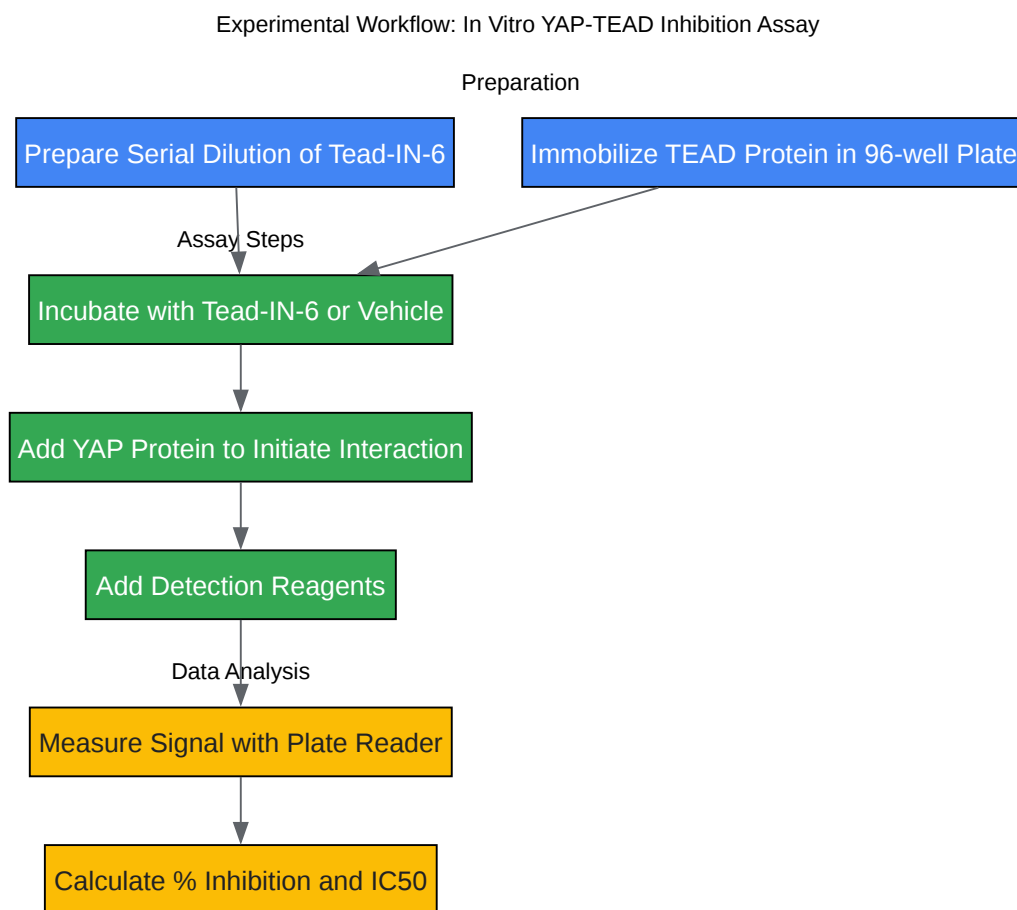 Experimental Workflow: In Vitro YAP-TEAD Inhibition Assay
Preparation
Prepare Serial Dilution of Tead-IN-6
Immobilize TEAD Protein in 96-well Plate
Assay Steps
Incubate with Tead-IN-6 or Vehicle
Add YAP Protein to Initiate Interaction
Add Detection Reagents
Data Analysis
Measure Signal with Plate Reader
Calculate % Inhibition and IC50